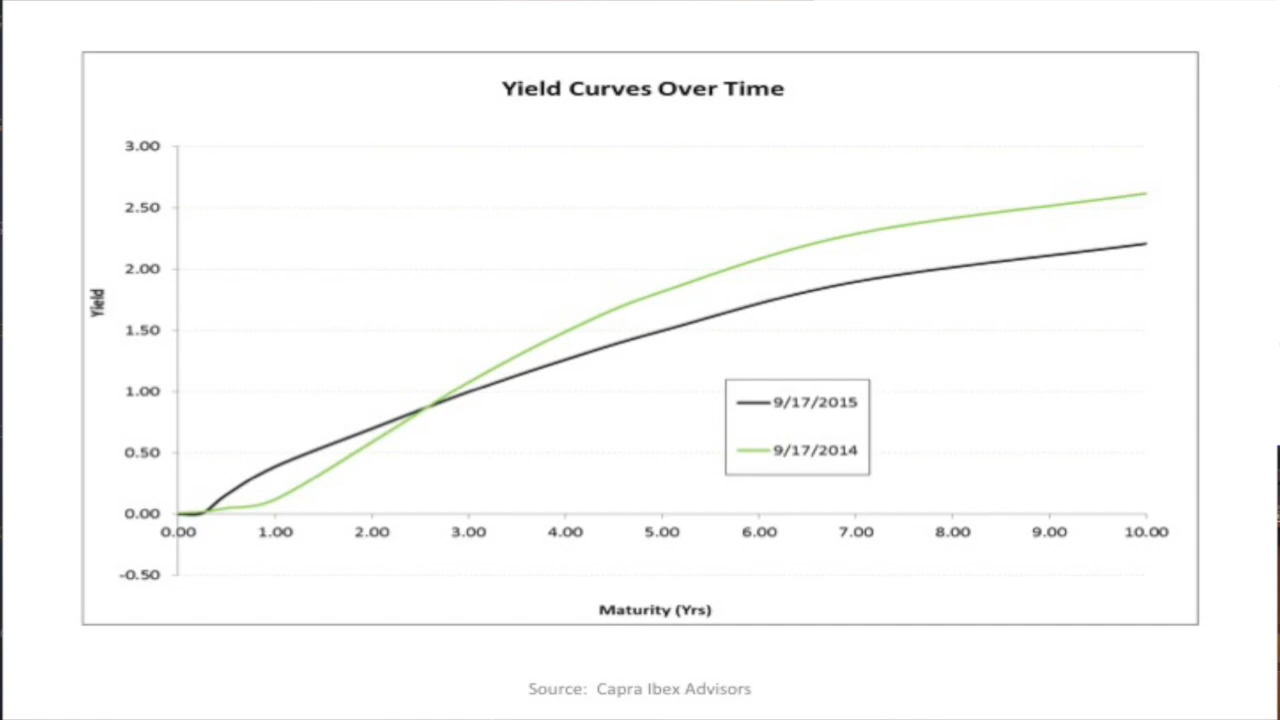 Yield Curves Over Time
3.00
2.50
2.00
1.50
1.00
0.50
0.00
-0.50
Yield
9/17/2015
9/17/2014
0.00 1.00 2.00 3.00 4.00 5.00 6.00 7.00 8.00 9.00 10.00
Maturity (Yrs)
Source: Capra Ibex Advisors